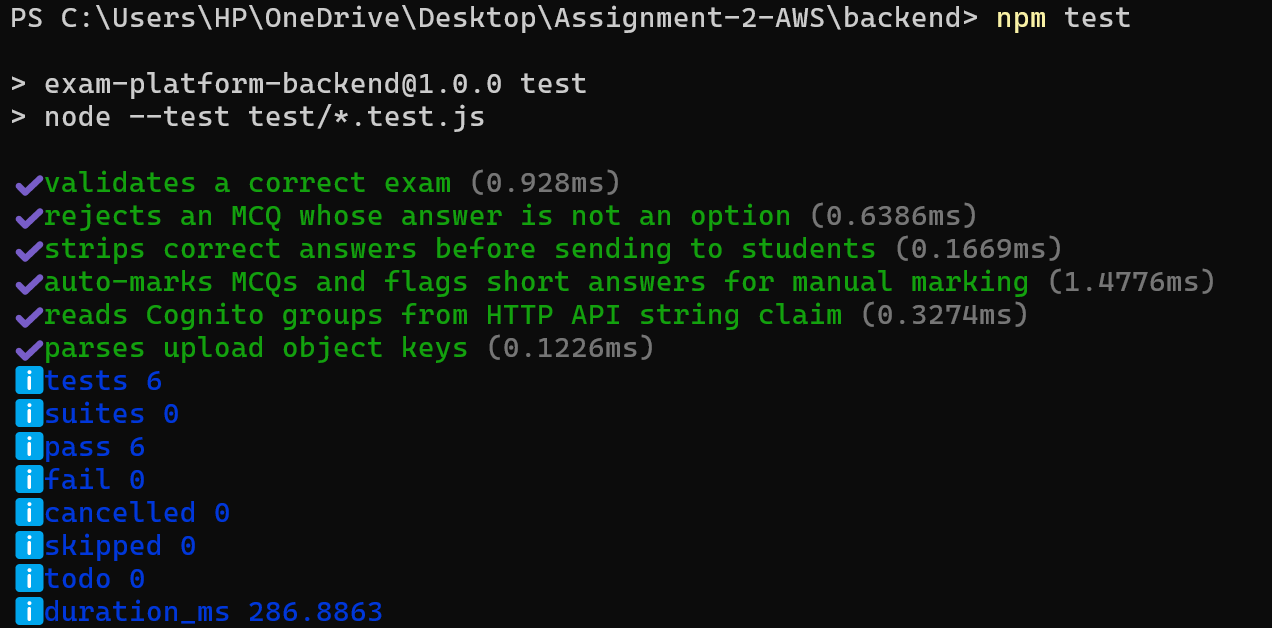 PS C:\Users\HP\OneDrive\Desktop\Assignment-2-AWS\backend> npm test
> exam-platform-backend@1.0.0 test
> node --test test/*.test.js
✔validates a correct exam (0.928ms)
✔rejects an MCQ whose answer is not an option (0.6386ms)
✔strips correct answers before sending to students (0.1669ms)
✔auto-marks MCQs and flags short answers for manual marking (1.4776ms)
✔reads Cognito groups from HTTP API string claim (0.3274ms)
✔parses upload object keys (0.1226ms)
ℹtests 6
ℹsuites 0
ℹpass 6
ℹfail 0
ℹcancelled 0
ℹskipped 0
ℹtodo 0
ℹduration_ms 286.8863